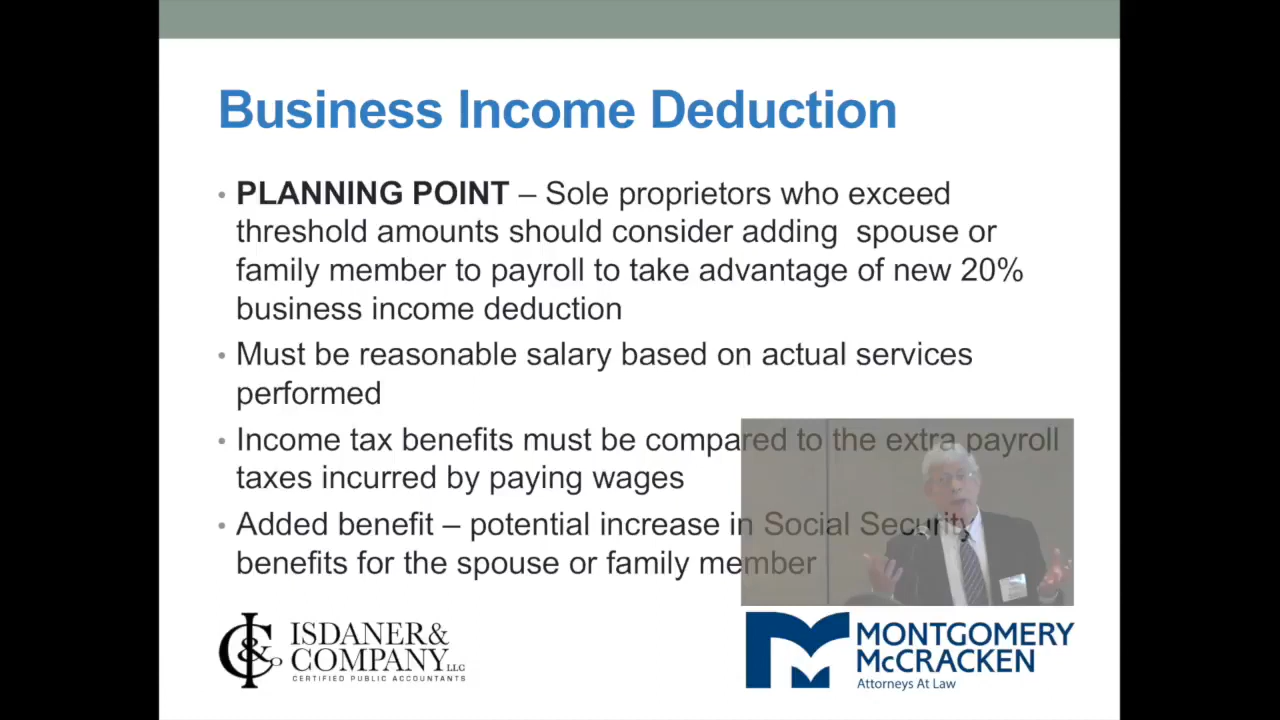 Business Income Deduction
• PLANNING POINT – Sole proprietors who exceed
threshold amounts should consider adding  spouse or
family member to payroll to take advantage of new 20%
business income deduction
• Must be reasonable salary based on actual services
performed
• Income tax benefits must be compared to the extra payroll
taxes incurred by paying wages
• Added benefit – potential increase in Social Security
benefits for the spouse or family member
ISDANER &
COMPANY LLC
CERTIFIED PUBLIC ACCOUNTANTS
MONTGOMERY
McCRACKEN
Attorneys At Law